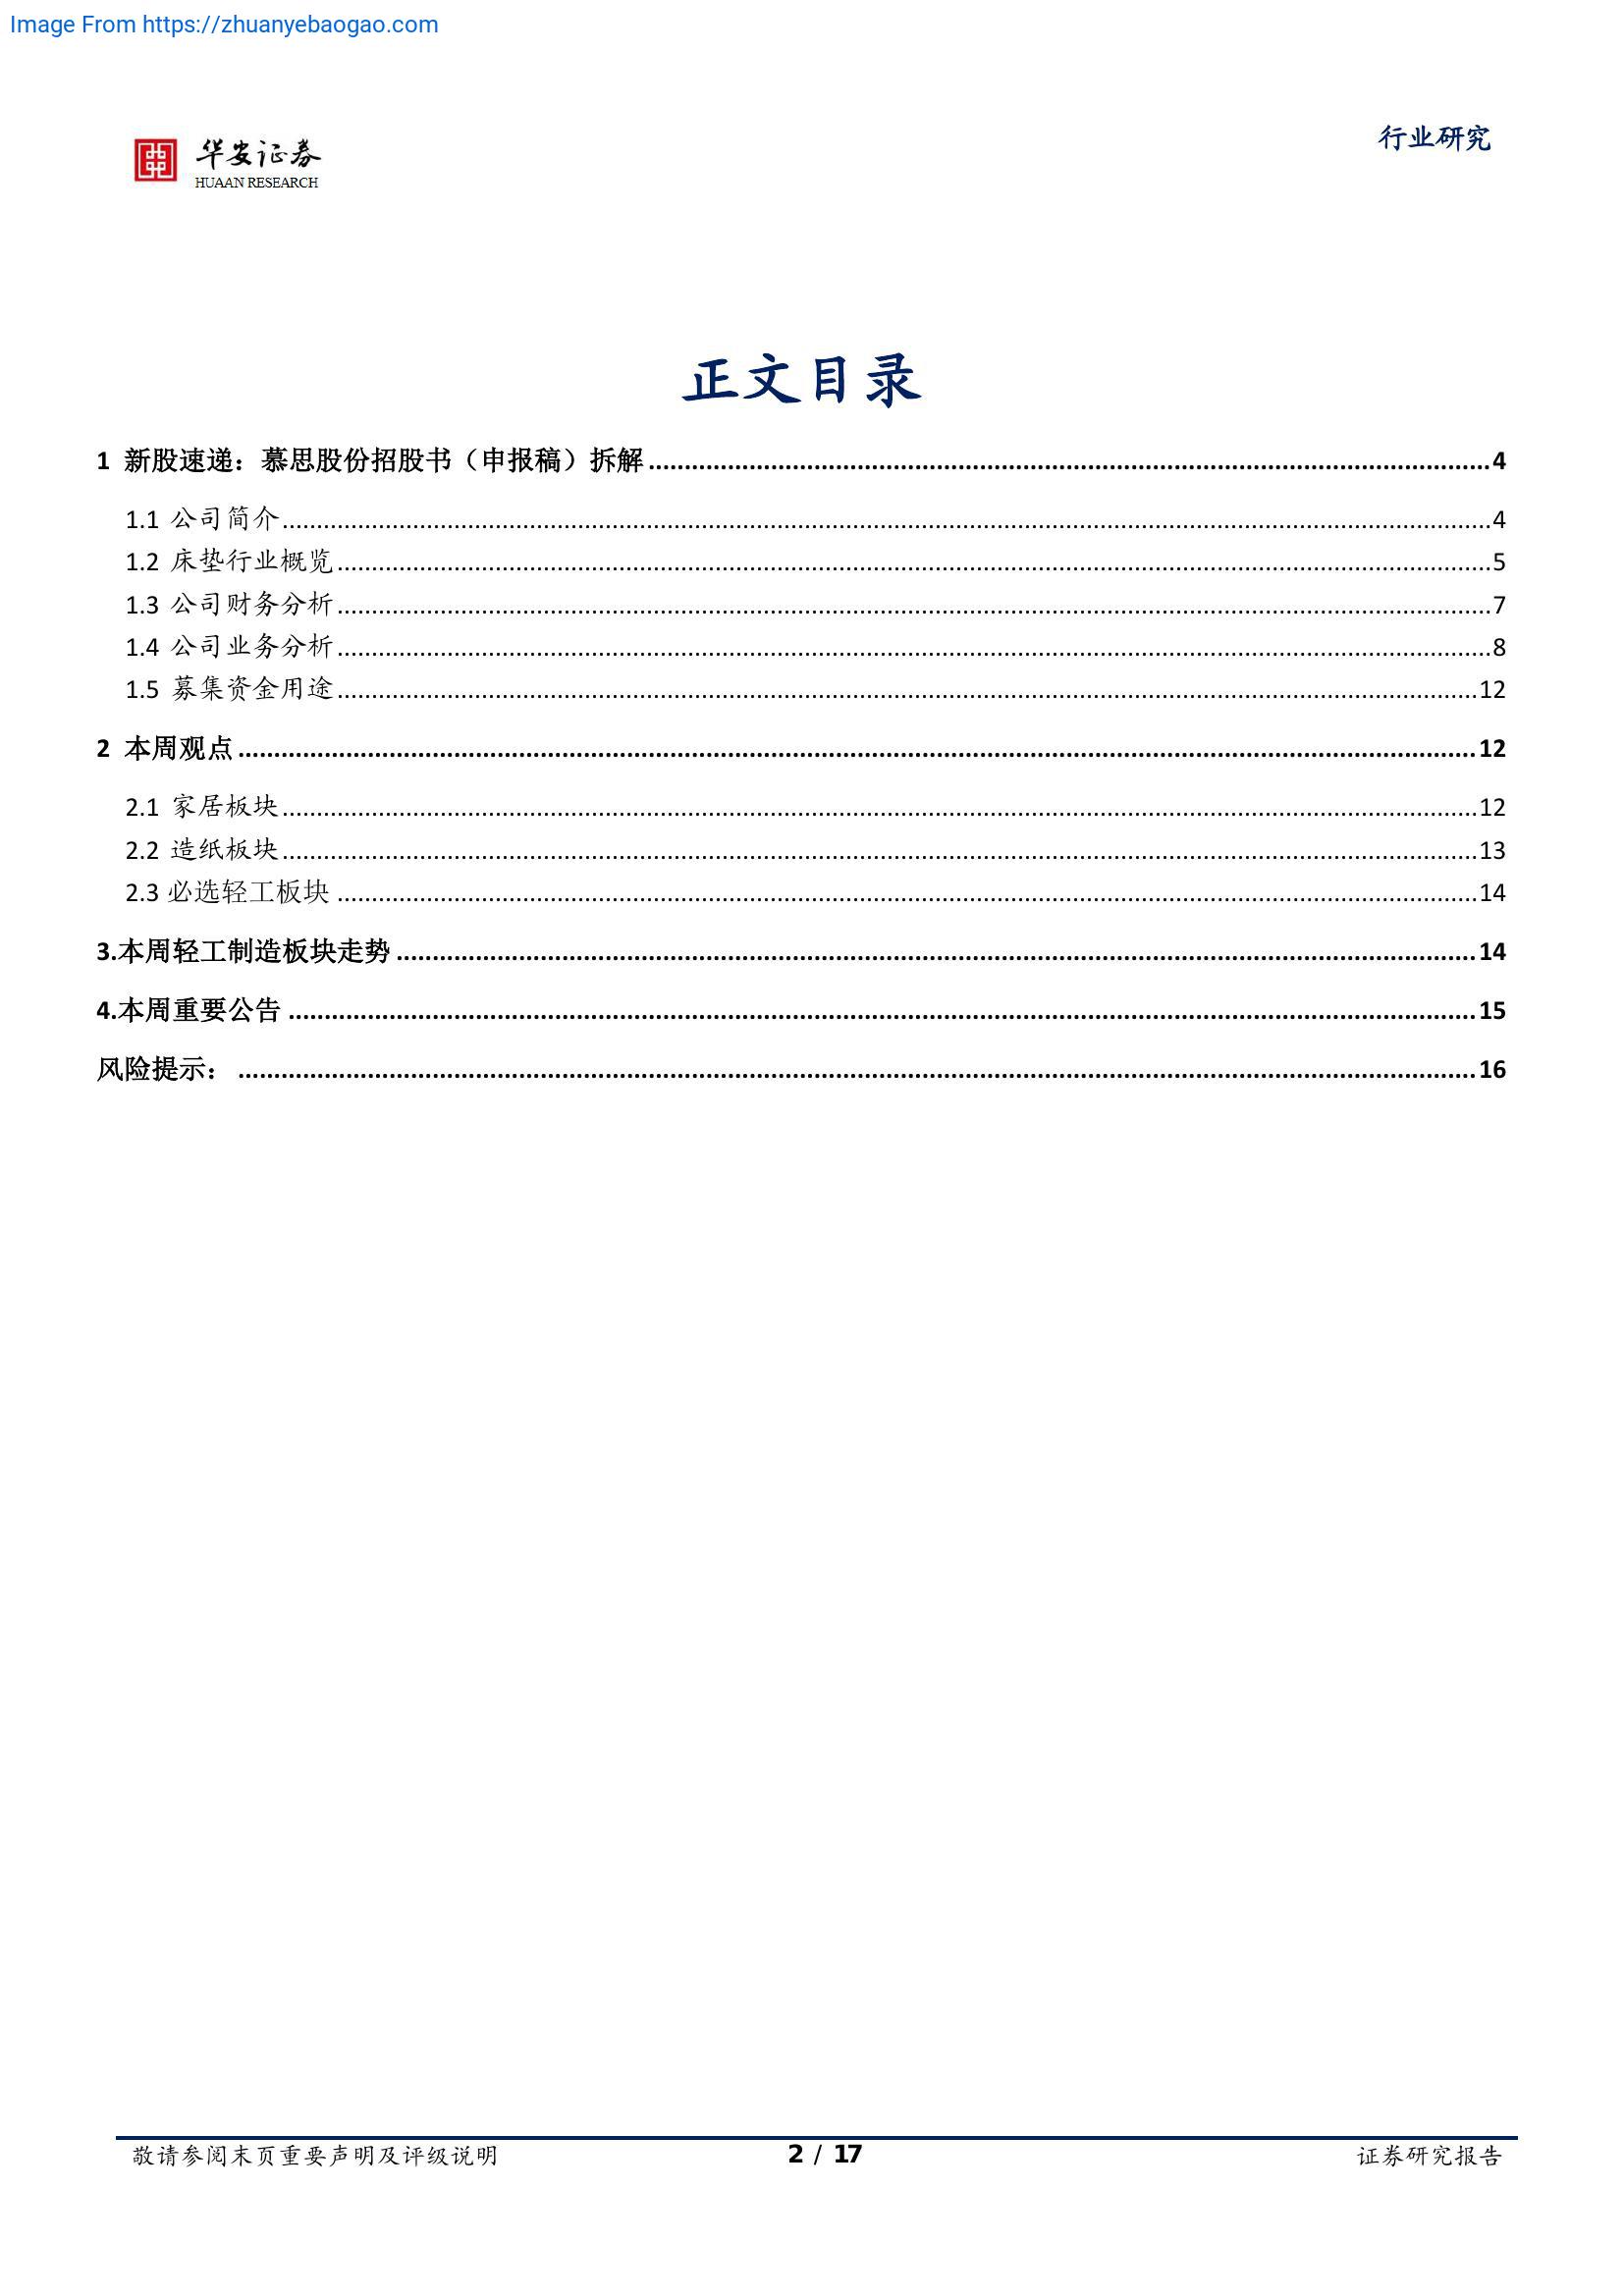 Image From https://zhuanyebaogao.com
华安证券
HUAAN RESEARCH
行业研究
正文目录
1 新股速递：慕思股份招股书（申报稿）拆解 4
1.1 公司简介 4
1.2 床垫行业概览 5
1.3 公司财务分析 7
1.4 公司业务分析 8
1.5 募集资金用途 12
2 本周观点 12
2.1 家居板块 12
2.2 造纸板块 13
2.3 必选轻工板块 14
3.本周轻工制造板块走势 14
4.本周重要公告 15
风险提示： 16
敬请参阅末页重要声明及评级说明
2 / 17
证券研究报告